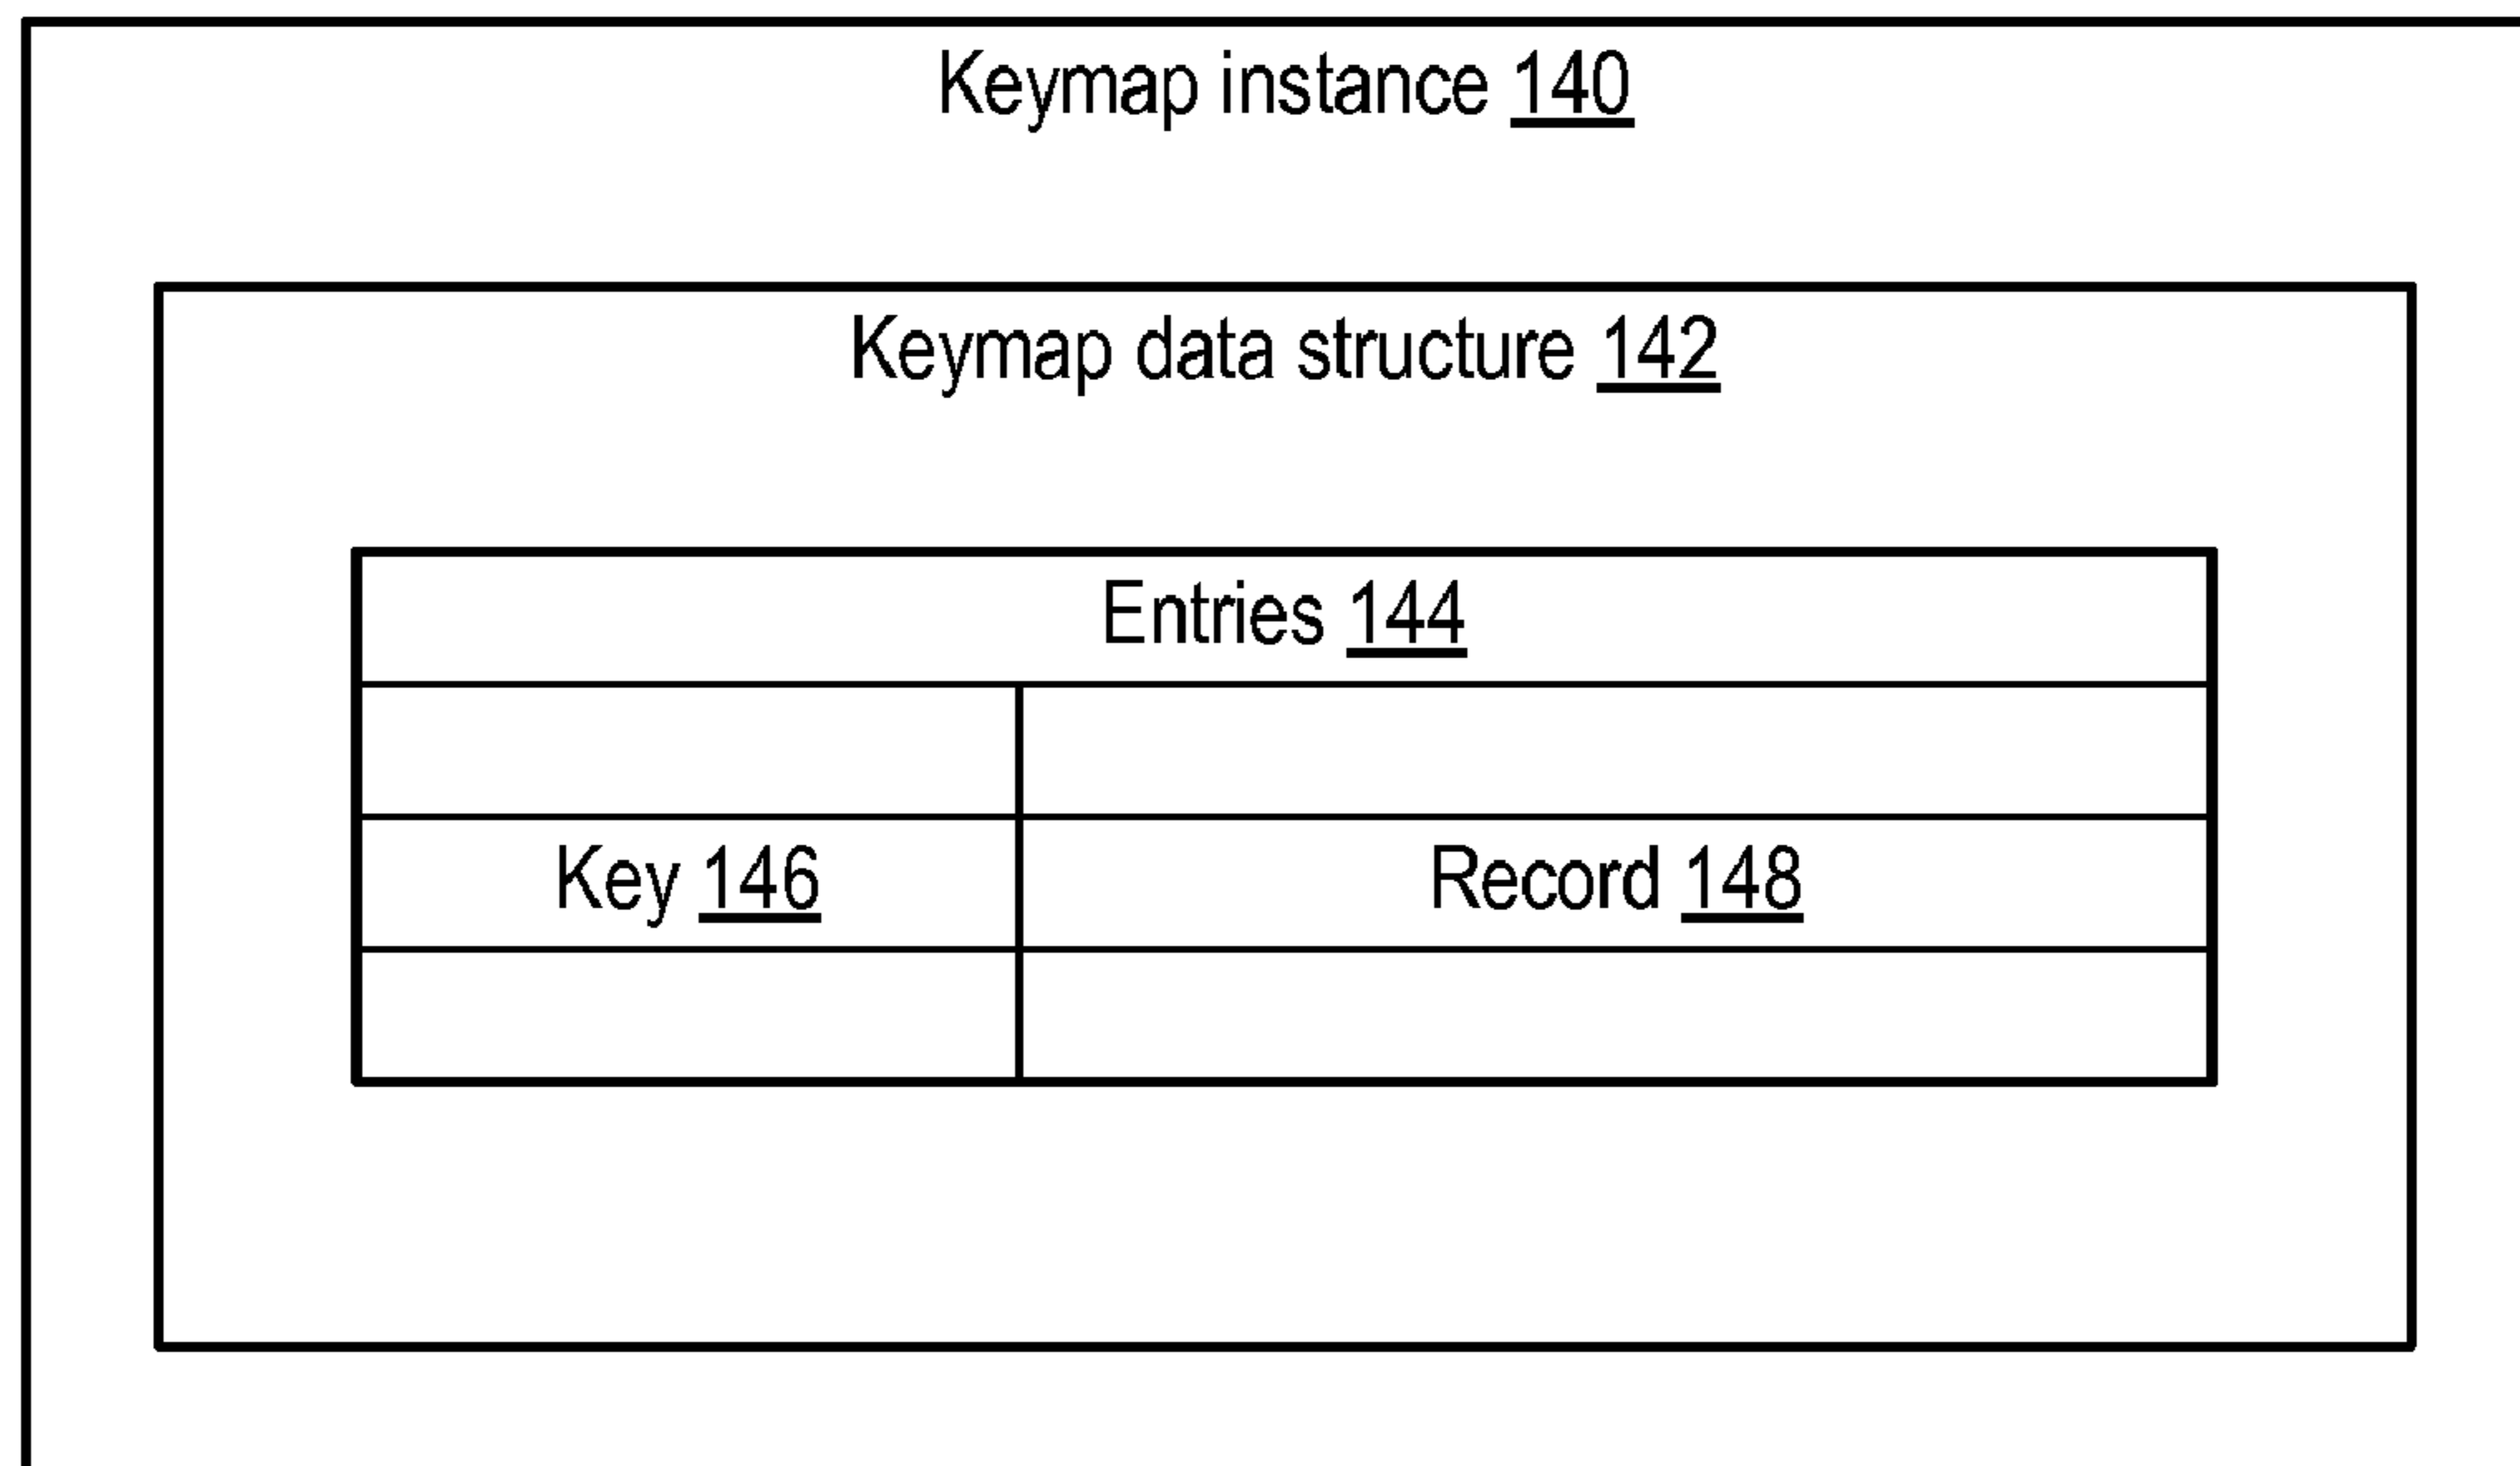 Keymap instance 140
Keymap data structure 142
Entries 144
Key 146 Record 148